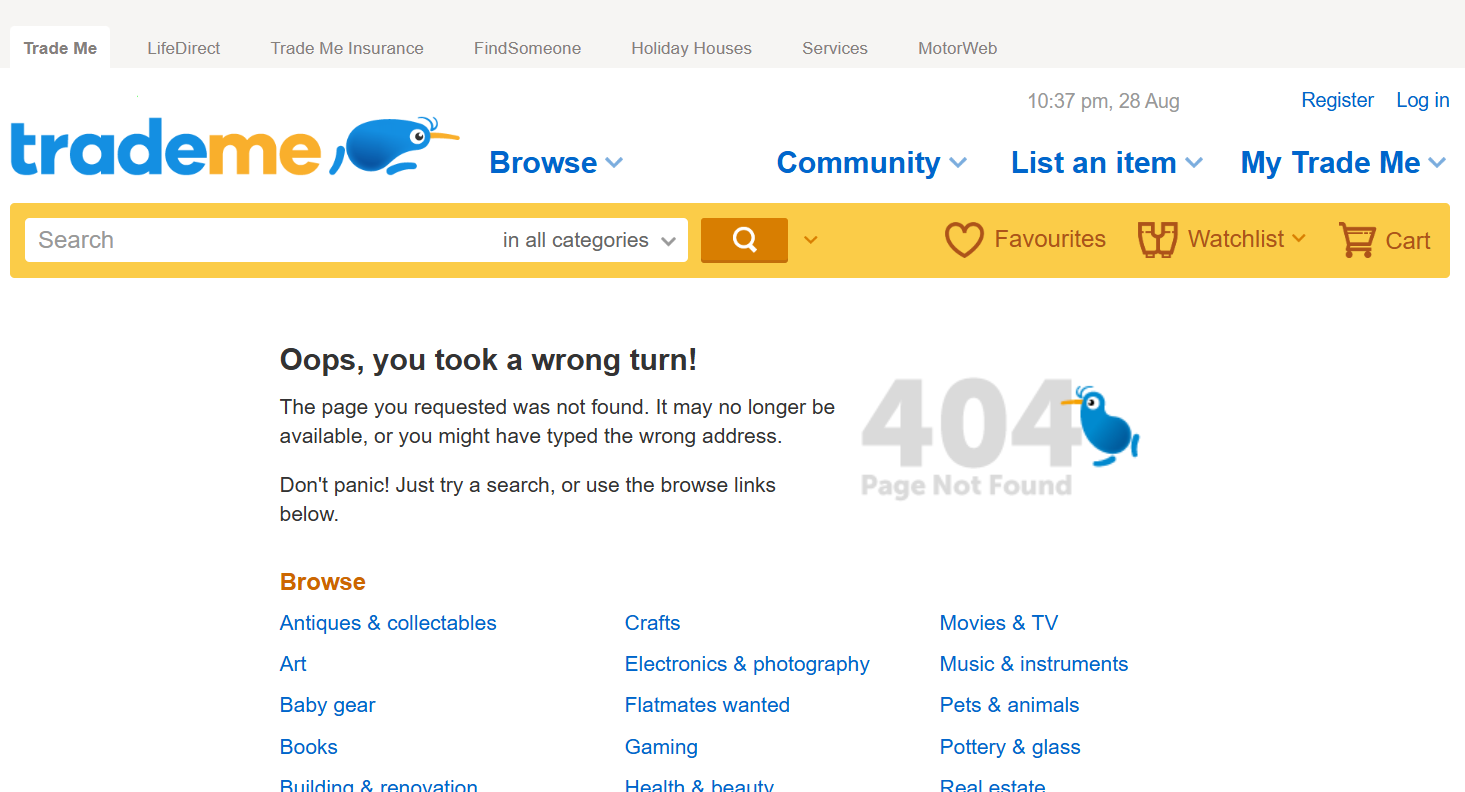 Trade Me LifeDirect Trade Me Insurance FindSomeone Holiday Houses Services MotorWeb
10:37 pm, 28 Aug Register Log in
trademe Browse Community List an item My Trade Me
Search in all categories Favourites Watchlist Cart
Oops, you took a wrong turn!
The page you requested was not found. It may no longer be
available, or you might have typed the wrong address.
Don't panic! Just try a search, or use the browse links
below.
404
Page Not Found
Browse
Antiques & collectables Crafts Movies & TV
Art Electronics & photography Music & instruments
Baby gear Flatmates wanted Pets & animals
Books Gaming Pottery & glass
Building & renovation Health & beauty Real estate